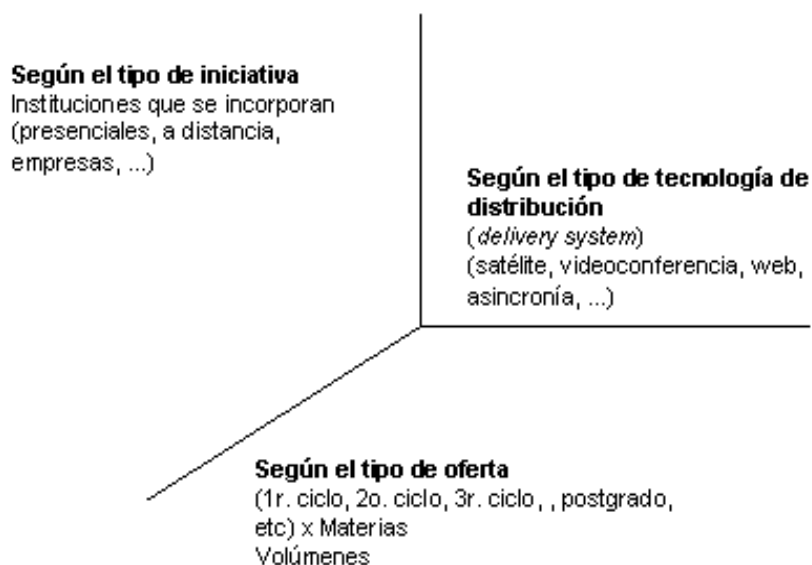 Según el tipo de iniciativa
Instituciones que se incorporan
(presenciales, a distancia,
empresas, ...)
Según el tipo de tecnología de
distribución
(delivery system)
(satélite, videoconferencia, web,
asincronía, ...)
Según el tipo de oferta
(1r. ciclo, 2o. ciclo, 3r. ciclo, , postgrado,
etc) x Materias
Volúmenes